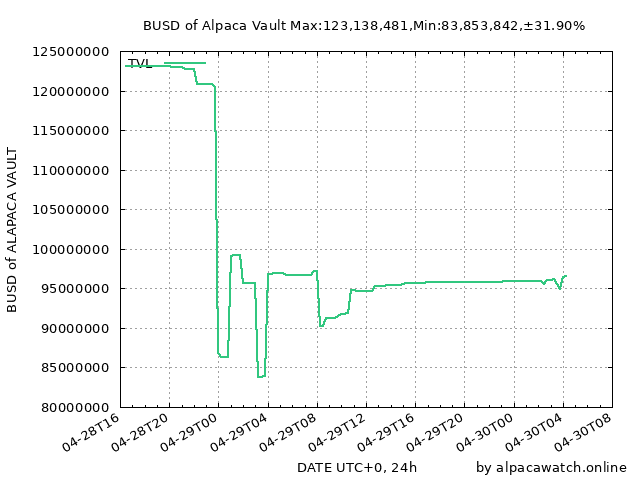 BUSD of Alpaca Vault Max:123,138,481,Min:83,853,842,±31.90%
125000000
TVL
120000000
115000000
110000000
105000000
100000000
95000000
90000000
85000000
80000000
BUSD of ALAPACA VAULT
04-28T16
04-28T20
04-29T00
04-29T04
04-29T08
04-29T12
04-29T16
04-29T20
04-30T00
04-30T04
04-30T08
DATE UTC+0, 24h
by alpacawatch.online